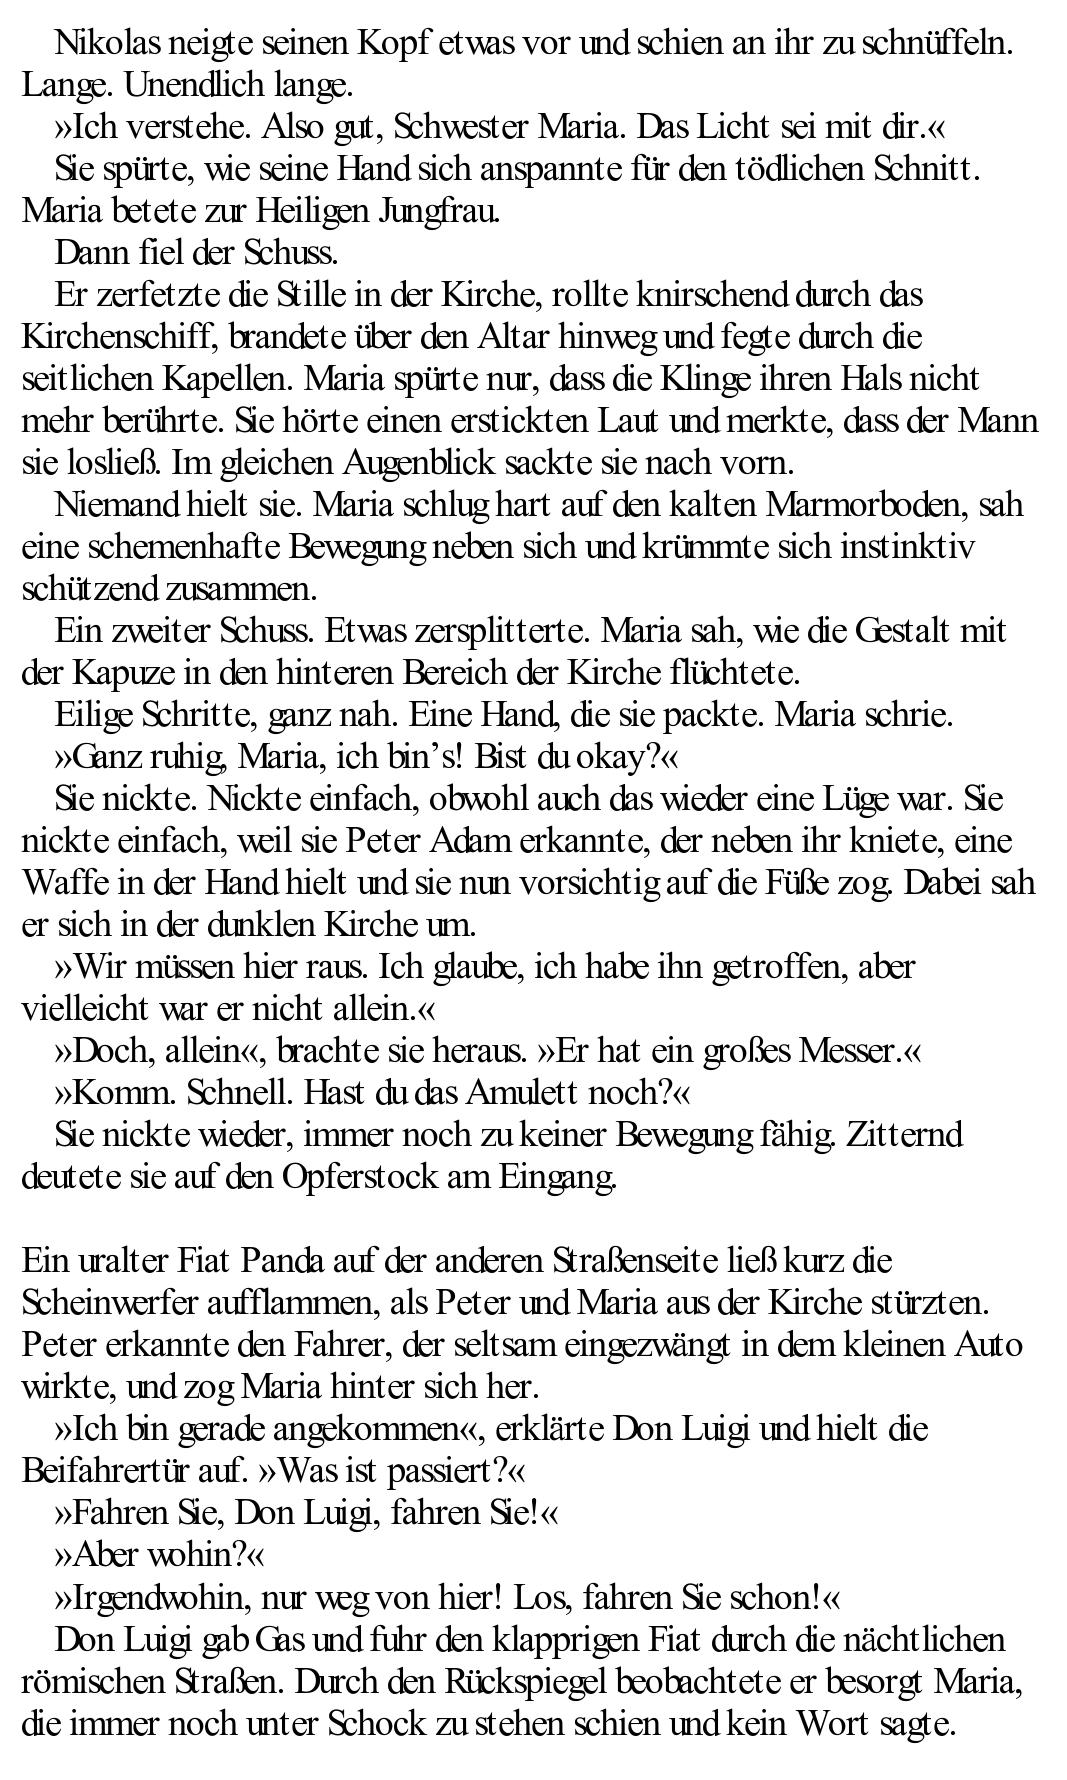 Nikolas neigte seinen Kopf etwas vor und schien an ihr zu schnüffeln.
Lange. Unendlich lange.
»Ich verstehe. Also gut, Schwester Maria. Das Licht sei mit dir.«
Sie spürte, wie seine Hand sich anspannte für den tödlichen Schnitt.
Maria betete zur Heiligen Jungfrau.
Dann fiel der Schuss.
Er zerfetzte die Stille in der Kirche, rollte knirschend durch das
Kirchenschiff, brandete über den Altar hinweg und fegte durch die
seitlichen Kapellen. Maria spürte nur, dass die Klinge ihren Hals nicht
mehr berührte. Sie hörte einen erstickten Laut und merkte, dass der Mann
sie losließ. Im gleichen Augenblick sackte sie nach vorn.
Niemand hielt sie. Maria schlug hart auf den kalten Marmorboden, sah
eine schemenhafte Bewegung neben sich und krümmte sich instinktiv
schützend zusammen.
Ein zweiter Schuss. Etwas zersplitterte. Maria sah, wie die Gestalt mit
der Kapuze in den hinteren Bereich der Kirche flüchtete.
Eilige Schritte, ganz nah. Eine Hand, die sie packte. Maria schrie.
»Ganz ruhig, Maria, ich bin’s! Bist du okay?«
Sie nickte. Nickte einfach, obwohl auch das wieder eine Lüge war. Sie
nickte einfach, weil sie Peter Adam erkannte, der neben ihr kniete, eine
Waffe in der Hand hielt und sie nun vorsichtig auf die Füße zog. Dabei sah
er sich in der dunklen Kirche um.
»Wir müssen hier raus. Ich glaube, ich habe ihn getroffen, aber
vielleicht war er nicht allein.«
»Doch, allein«, brachte sie heraus. »Er hat ein großes Messer.«
»Komm. Schnell. Hast du das Amulett noch?«
Sie nickte wieder, immer noch zu keiner Bewegung fähig. Zitternd
deutete sie auf den Opferstock am Eingang.
Ein uralter Fiat Panda auf der anderen Straßenseite ließ kurz die
Scheinwerfer aufflammen, als Peter und Maria aus der Kirche stürzten.
Peter erkannte den Fahrer, der seltsam eingezwängt in dem kleinen Auto
wirkte, und zog Maria hinter sich her.
»Ich bin gerade angekommen«, erklärte Don Luigi und hielt die
Beifahrertür auf. »Was ist passiert?«
»Fahren Sie, Don Luigi, fahren Sie!«
»Aber wohin?«
»Irgendwohin, nur weg von hier! Los, fahren Sie schon!«
Don Luigi gab Gas und fuhr den klapprigen Fiat durch die nächtlichen
römischen Straßen. Durch den Rückspiegel beobachtete er besorgt Maria,
die immer noch unter Schock zu stehen schien und kein Wort sagte.